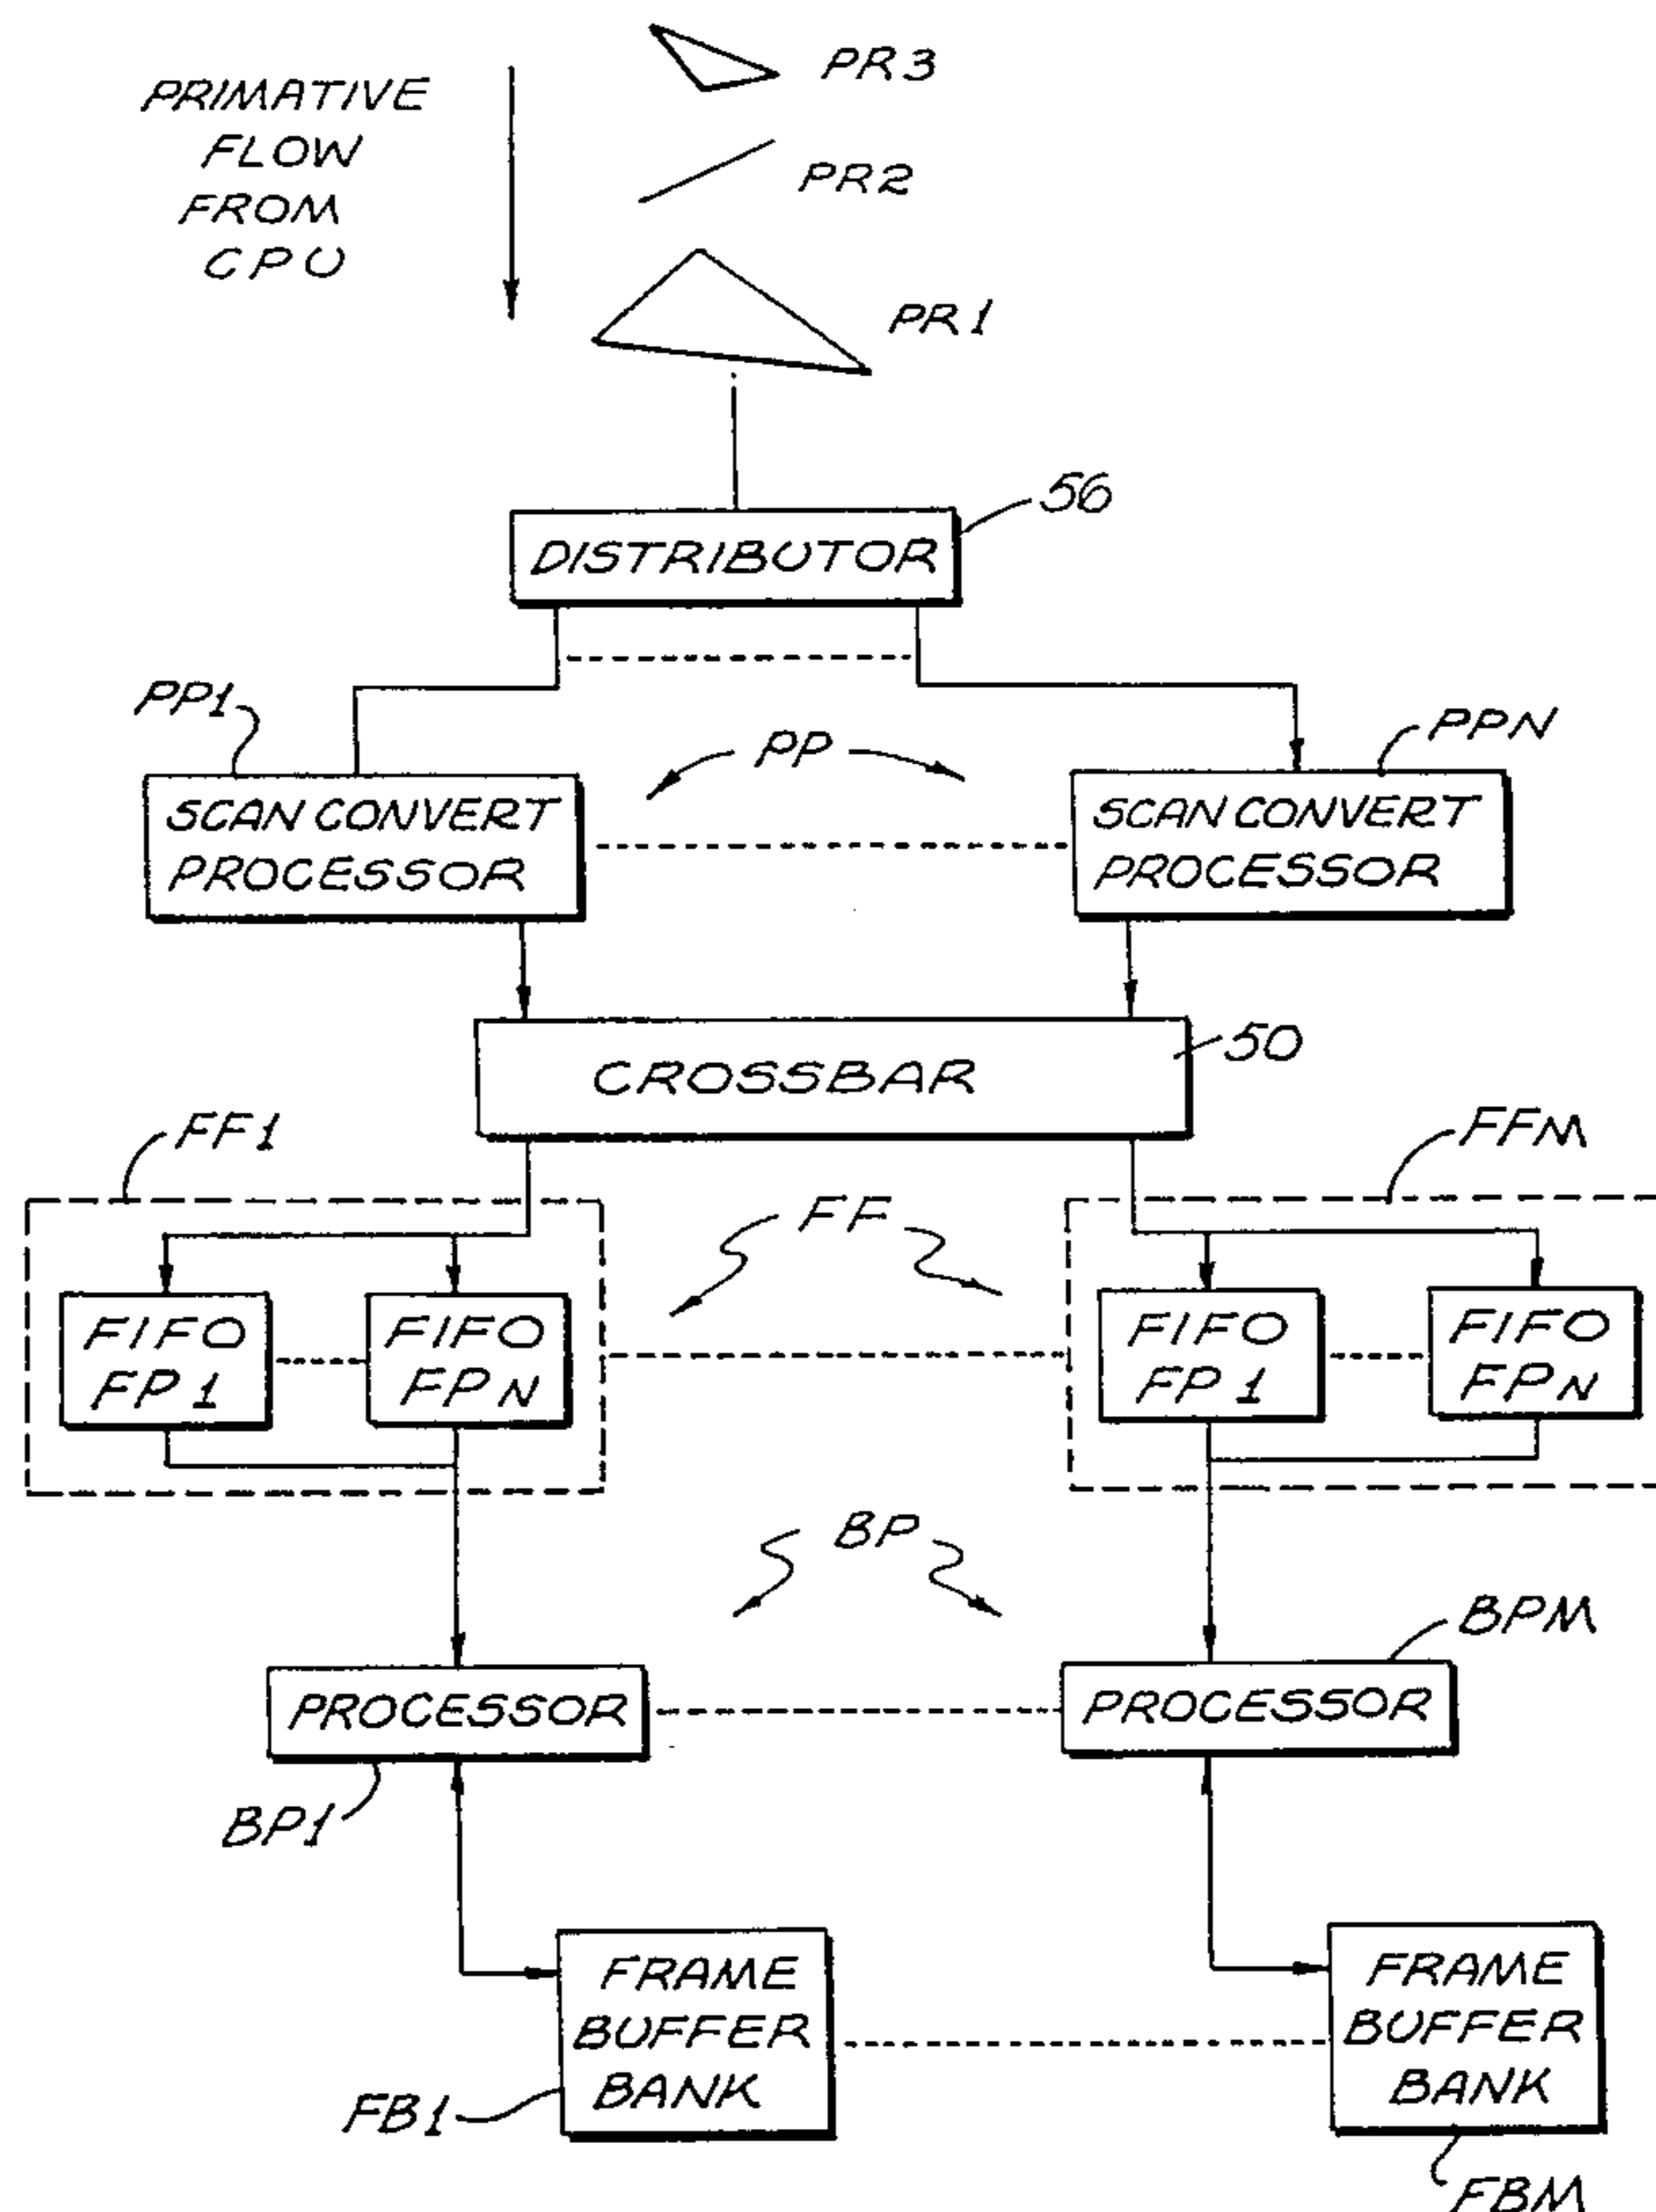 PR3
PRIMATIVE
FLOW
FROM
CPU
PR2
PR1
56
DISTRIBUTOR
PP1
PP
PPN
SCAN CONVERT
PROCESSOR
SCAN CONVERT
PROCESSOR
50
CROSSBAR
FF1
FF
FFM
FIFO
FP1
FIFO
FPN
FIFO
FP1
FIFO
FPN
BP
BPM
PROCESSOR
PROCESSOR
BP1
FRAME
BUFFER
BANK
FRAME
BUFFER
BANK
FB1
FBM